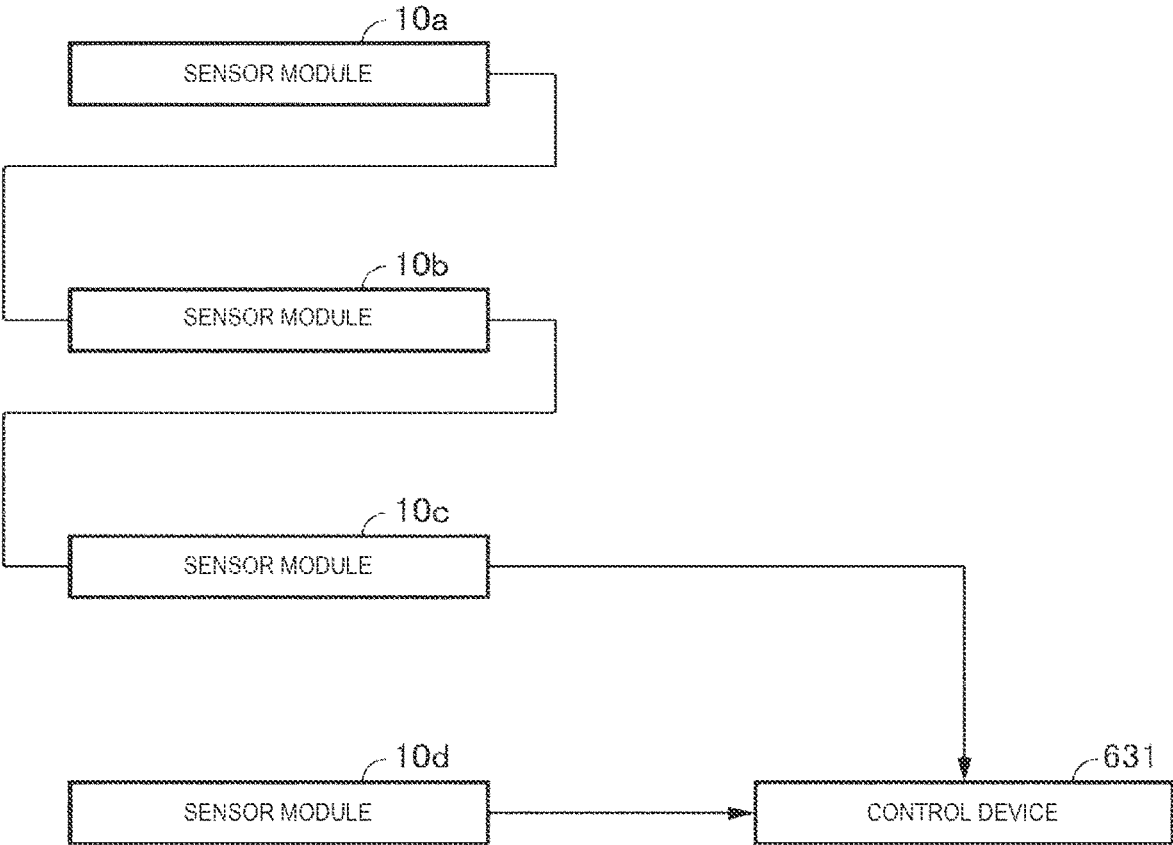 10a
SENSOR MODULE
10b
SENSOR MODULE
10c
SENSOR MODULE
10d
SENSOR MODULE
631
CONTROL DEVICE